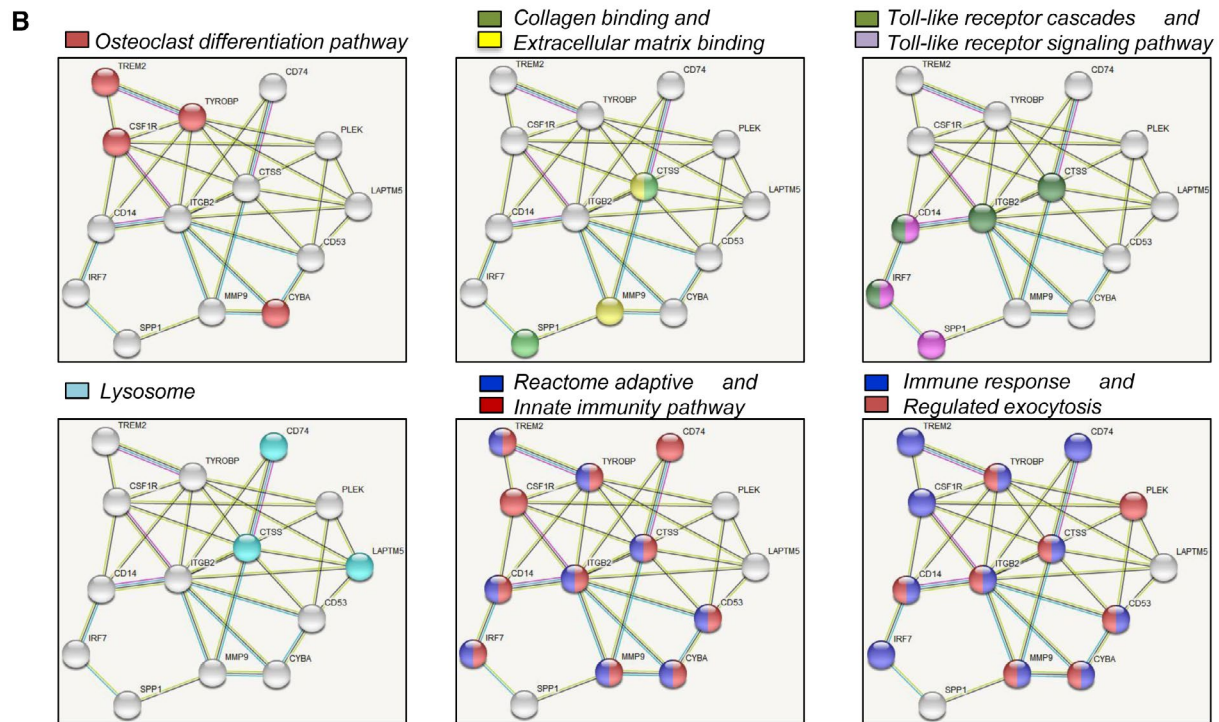 B
Osteoclast differentiation pathway
TREM2
CD74
TYROBP
CSF1R
PLEK
CTSS
LAPTM5
ITGB2
CD14
CD53
IRF7
MMP9
CYBA
SPP1
Collagen binding and
Extracellular matrix binding
TREM2
CD74
TYROBP
CSF1R
PLEK
CTSS
LAPTM5
ITGB2
CD14
CD53
IRF7
MMP9
CYBA
SPP1
Toll-like receptor cascades and
Toll-like receptor signaling pathway
TREM2
CD74
TYROBP
CSF1R
PLEK
CTSS
LAPTM5
ITGB2
CD14
CD53
IRF7
MMP9
CYBA
SPP1
Lysosome
TREM2
CD74
TYROBP
CSF1R
PLEK
CTSS
LAPTM5
ITGB2
CD14
CD53
IRF7
MMP9
CYBA
SPP1
Reactome adaptive and
Innate immunity pathway
TREM2
CD74
TYROBP
CSF1R
PLEK
CTSS
LAPTM5
ITGB2
CD14
CD53
IRF7
MMP9
CYBA
SPP1
Immune response and
Regulated exocytosis
TREM2
CD74
TYROBP
CSF1R
PLEK
CTSS
LAPTM5
ITGB2
CD14
CD53
IRF7
MMP9
CYBA
SPP1